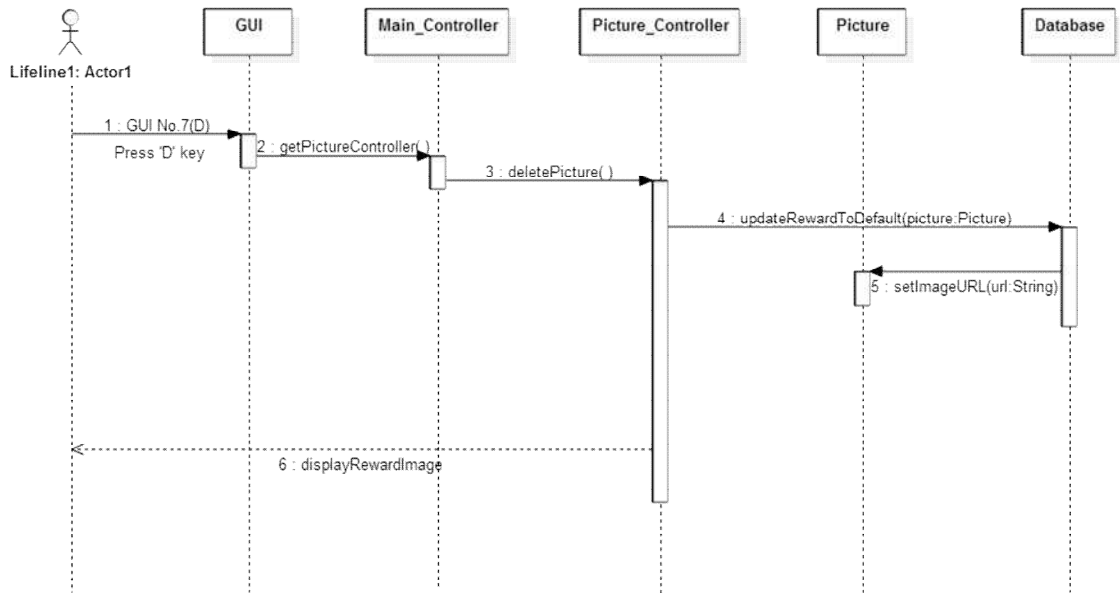 GUI
Main_Controller
Picture_Controller
Picture
Database
Lifeline1: Actor1
1 : GUI No.7(D)
Press 'D' key
2 : getPictureController( )
3 : deletePicture( )
4 : updateRewardToDefault(picture:Picture)
5 : setImageURL(url:String)
6 : displayRewardImage